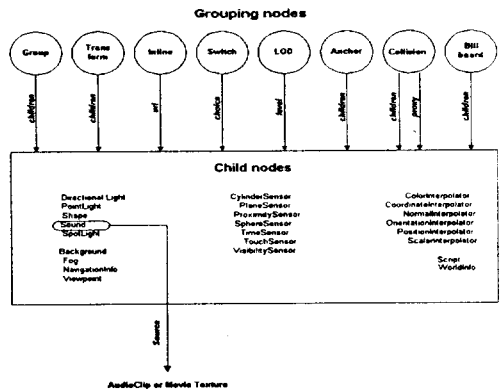 Grouping nodes
Group
Trans
form
Inline
Switch
LOD
Anchor
Collision
Bill
board
children
children
url
choice
level
children
children
proxy
children
Child nodes
Directional Light
PointLight
Shape
Sound
SpotLight
Background
Fog
NavigationInfo
Viewpoint
CylinderSensor
PlaneSensor
ProximitySensor
SphereSensor
TimeSensor
TouchSensor
VisibilitySensor
ColorInterpolator
CoordinateInterpolator
NormalInterpolator
OrientationInterpolator
PositionInterpolator
ScalarInterpolator
Script
WorldInfo
Source
AudioClip or Movie Texture